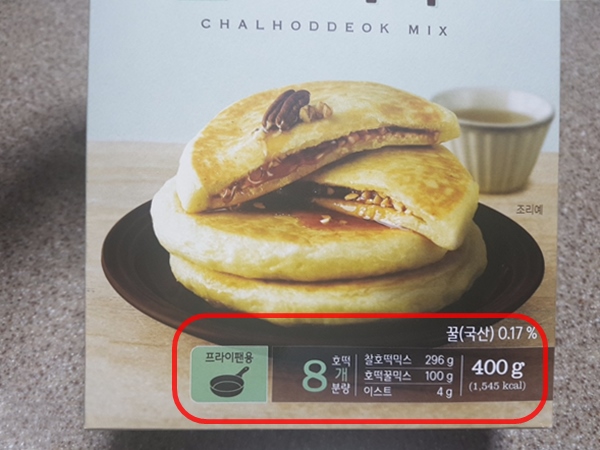 CHALHODDEOK MIX
조리예
꿀(국산) 0.17 %
프라이팬용
8 호떡 개 분량
찰호떡믹스 296 g
호떡꿀믹스 100 g
이스트 4 g
400 g
(1,545 kcal)